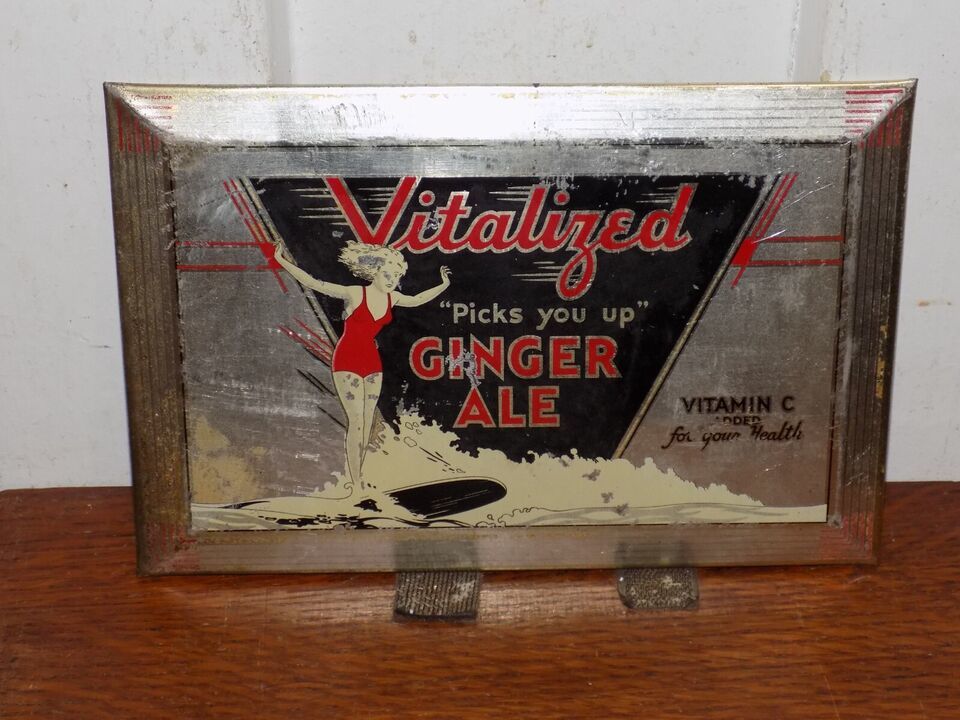 Vitalized
"Picks you up"
GINGER
ALE
VITAMIN C
ADDED
for your Health